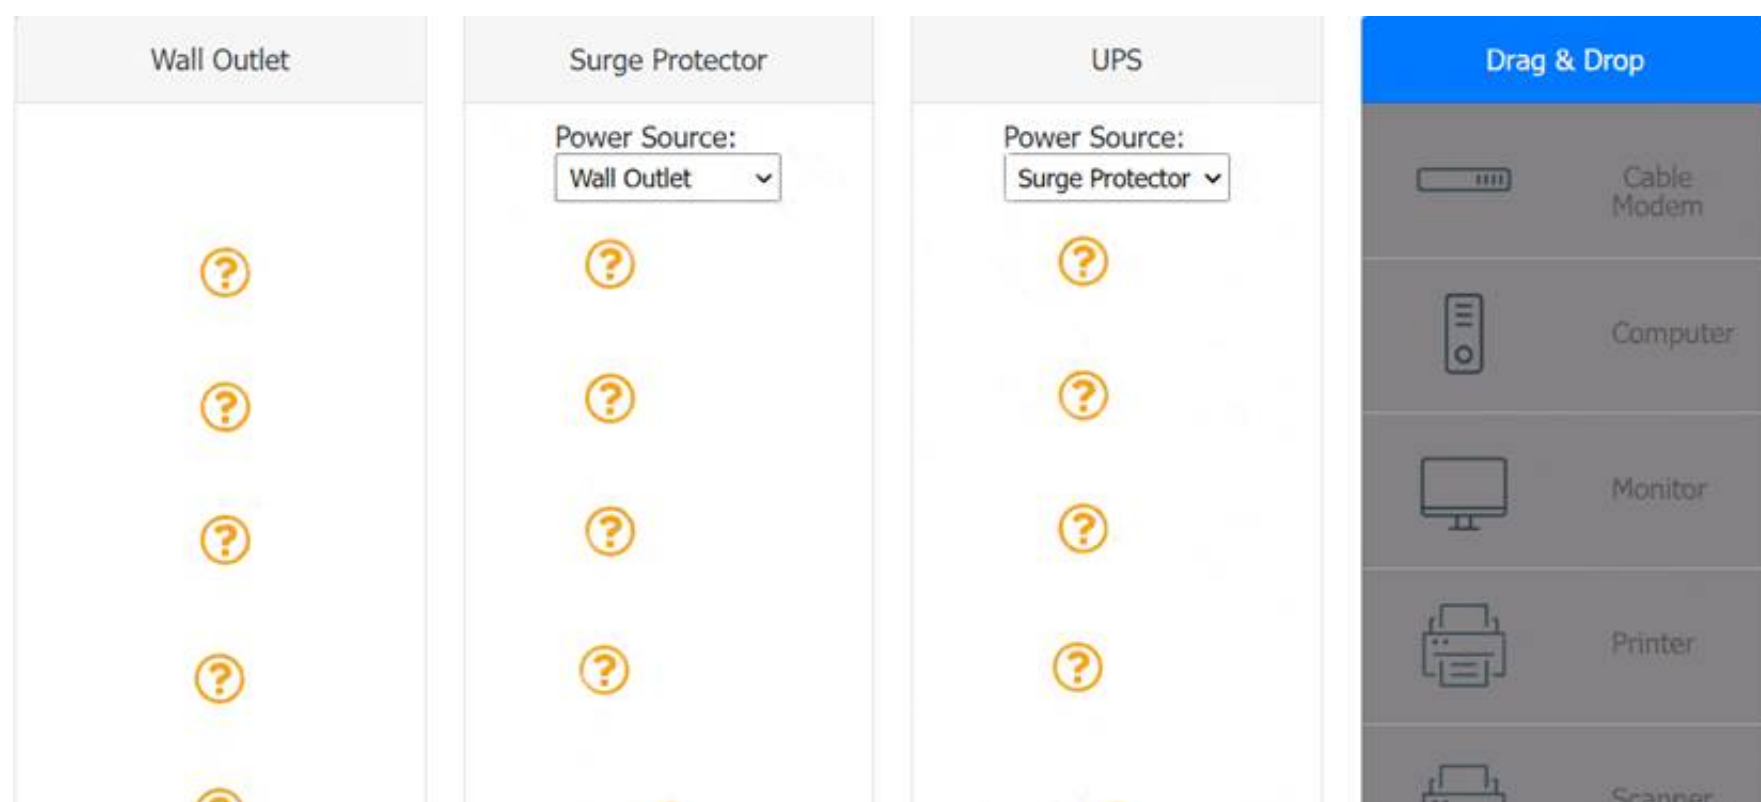 Wall Outlet
Surge Protector
UPS
Drag & Drop
Power Source:
Wall Outlet
Power Source:
Surge Protector
Cable
Modem
Computer
Monitor
Printer
Scanner